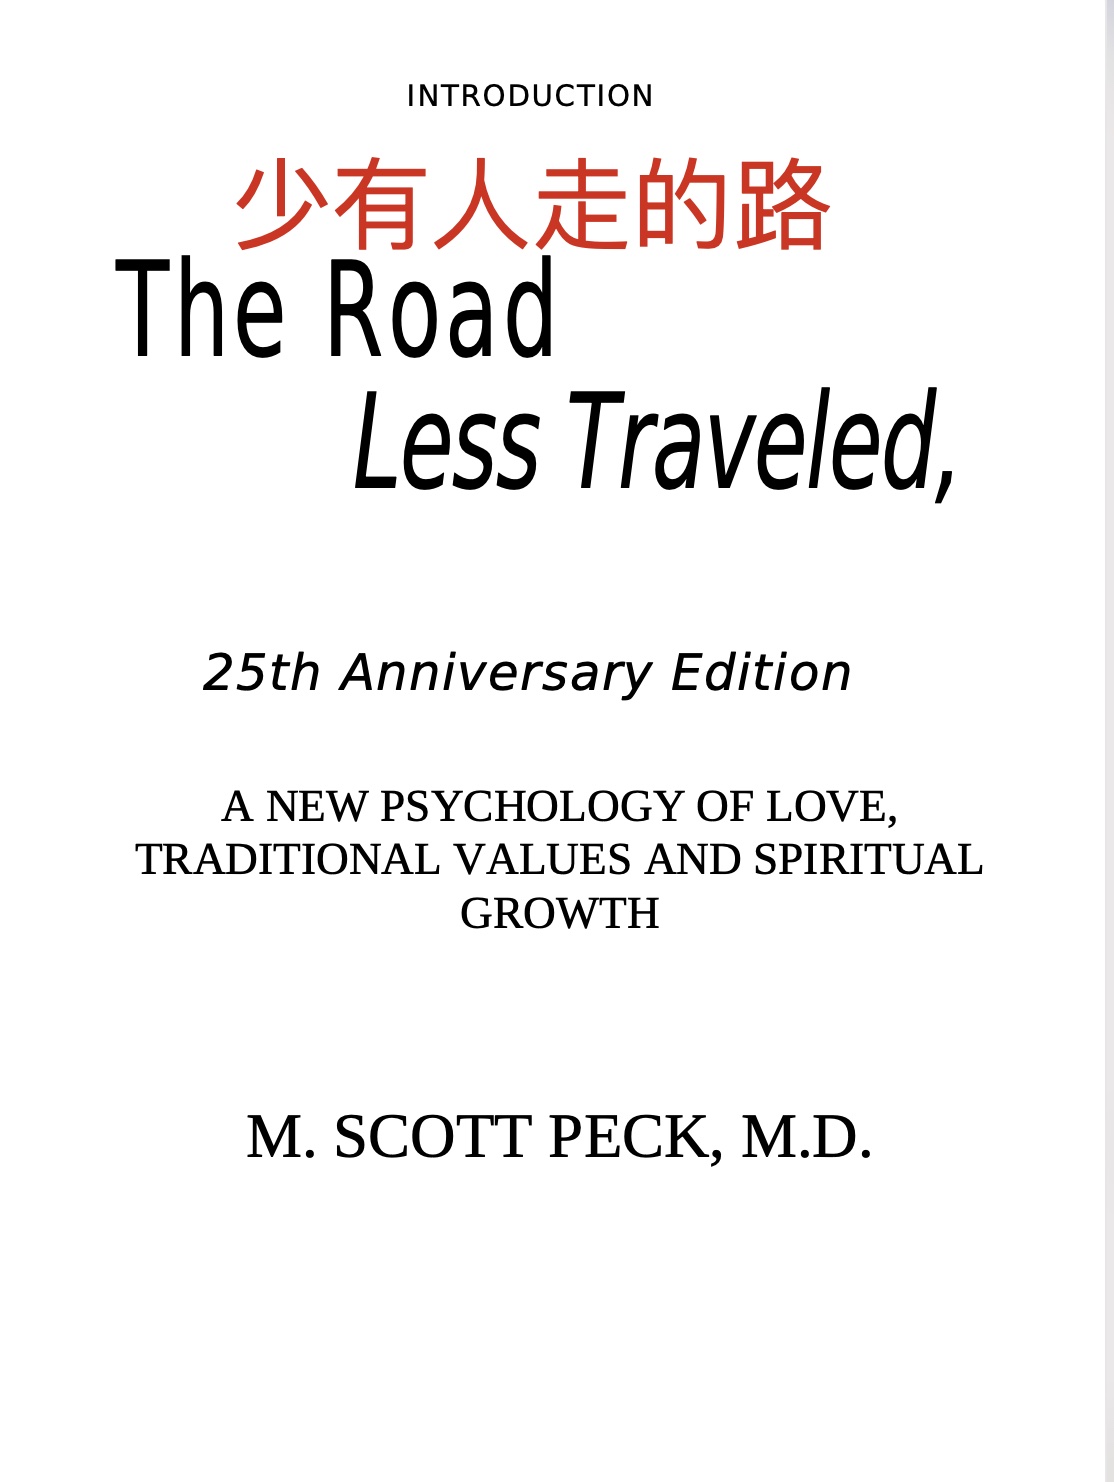 INTRODUCTION
少有人走的路
The Road
Less Traveled,
25th Anniversary Edition
A NEW PSYCHOLOGY OF LOVE,
TRADITIONAL VALUES AND SPIRITUAL
GROWTH
M. SCOTT PECK, M.D.